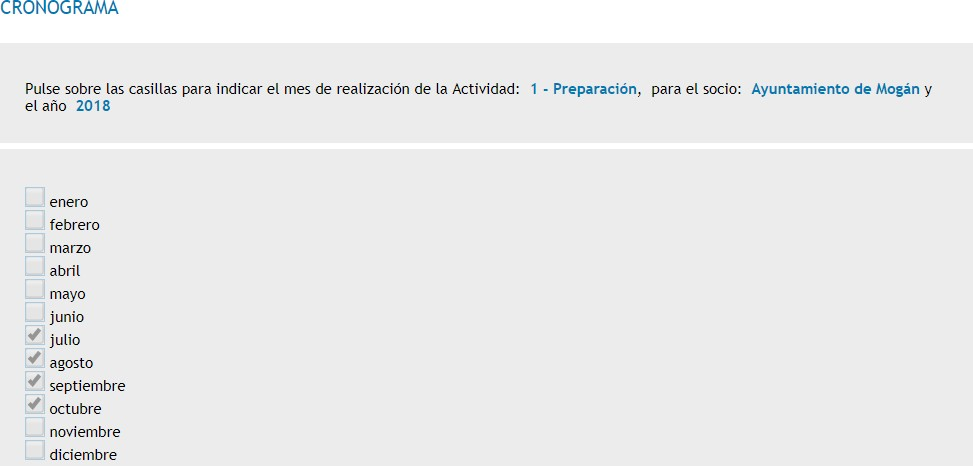 CRONOGRAMA
Pulse sobre las casillas para indicar el mes de realización de la Actividad: 1 - Preparación, para el socio: Ayuntamiento de Mogán y
el año 2018
enero
febrero
marzo
abril
mayo
junio
julio
agosto
septiembre
octubre
noviembre
diciembre